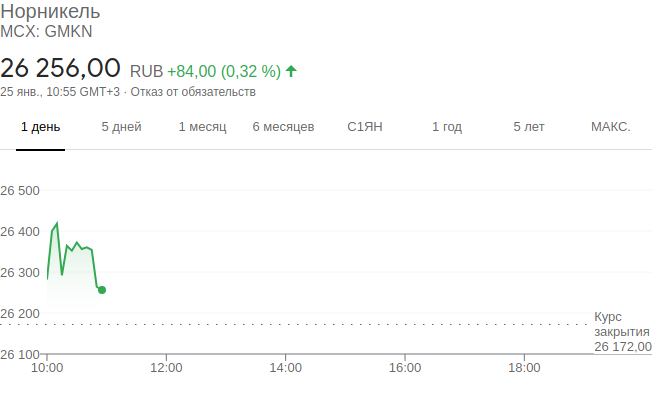 Норникель
MCX: GMKN
26 256,00 RUB +84,00 (0,32 %)
25 янв., 10:55 GMT+3 · Отказ от обязательств
1 день 5 дней 1 месяц 6 месяцев С1ЯН 1 год 5 лет МАКС.
26 500
26 400
26 300
26 200
Курс
закрытия
26 172,00
26 100
10:00 12:00 14:00 16:00 18:00